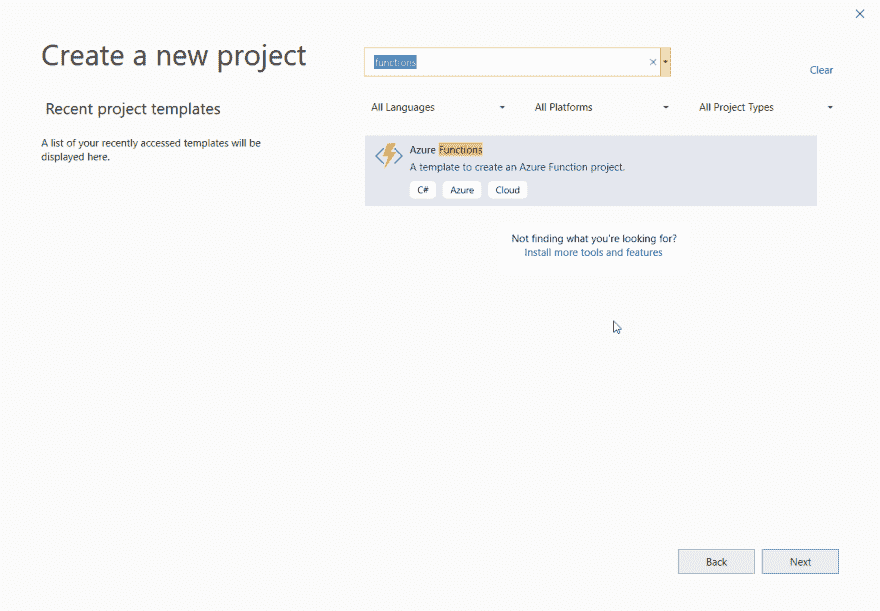 Create a new project
Recent project templates
A list of your recently accessed templates will be
displayed here.
functions
Clear
All Languages
All Platforms
All Project Types
Azure Functions
A template to create an Azure Function project.
C#
Azure
Cloud
Not finding what you're looking for?
Install more tools and features
Back
Next